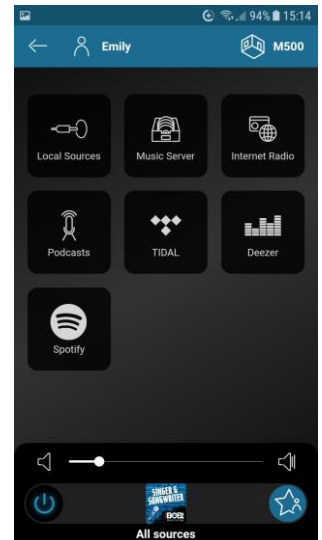 94% 15:14
Emily
M500
Local Sources
Music Server
Internet Radio
Podcasts
TIDAL
Deezer
Spotify
SINGER &
SONGWRITER
BOB!
All sources